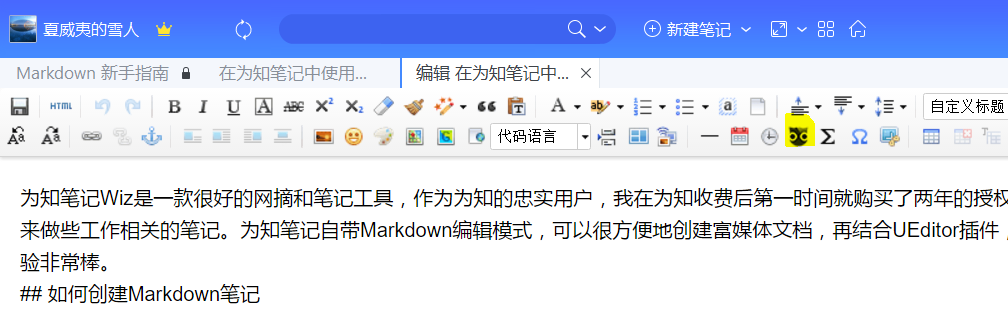 夏威夷的雪人 新建笔记
Markdown 新手指南 在为知笔记中使用... 编辑 在为知笔记中...
HTML B I U A ABC X² X₂ A ab 自定义标题
代码语言 Σ Ω
为知笔记Wiz是一款很好的网摘和笔记工具，作为为知的忠实用户，我在为知收费后第一时间就购买了两年的授权
来做些工作相关的笔记。为知笔记自带Markdown编辑模式，可以很方便地创建富媒体文档，再结合UEditor插件，
验非常棒。
## 如何创建Markdown笔记